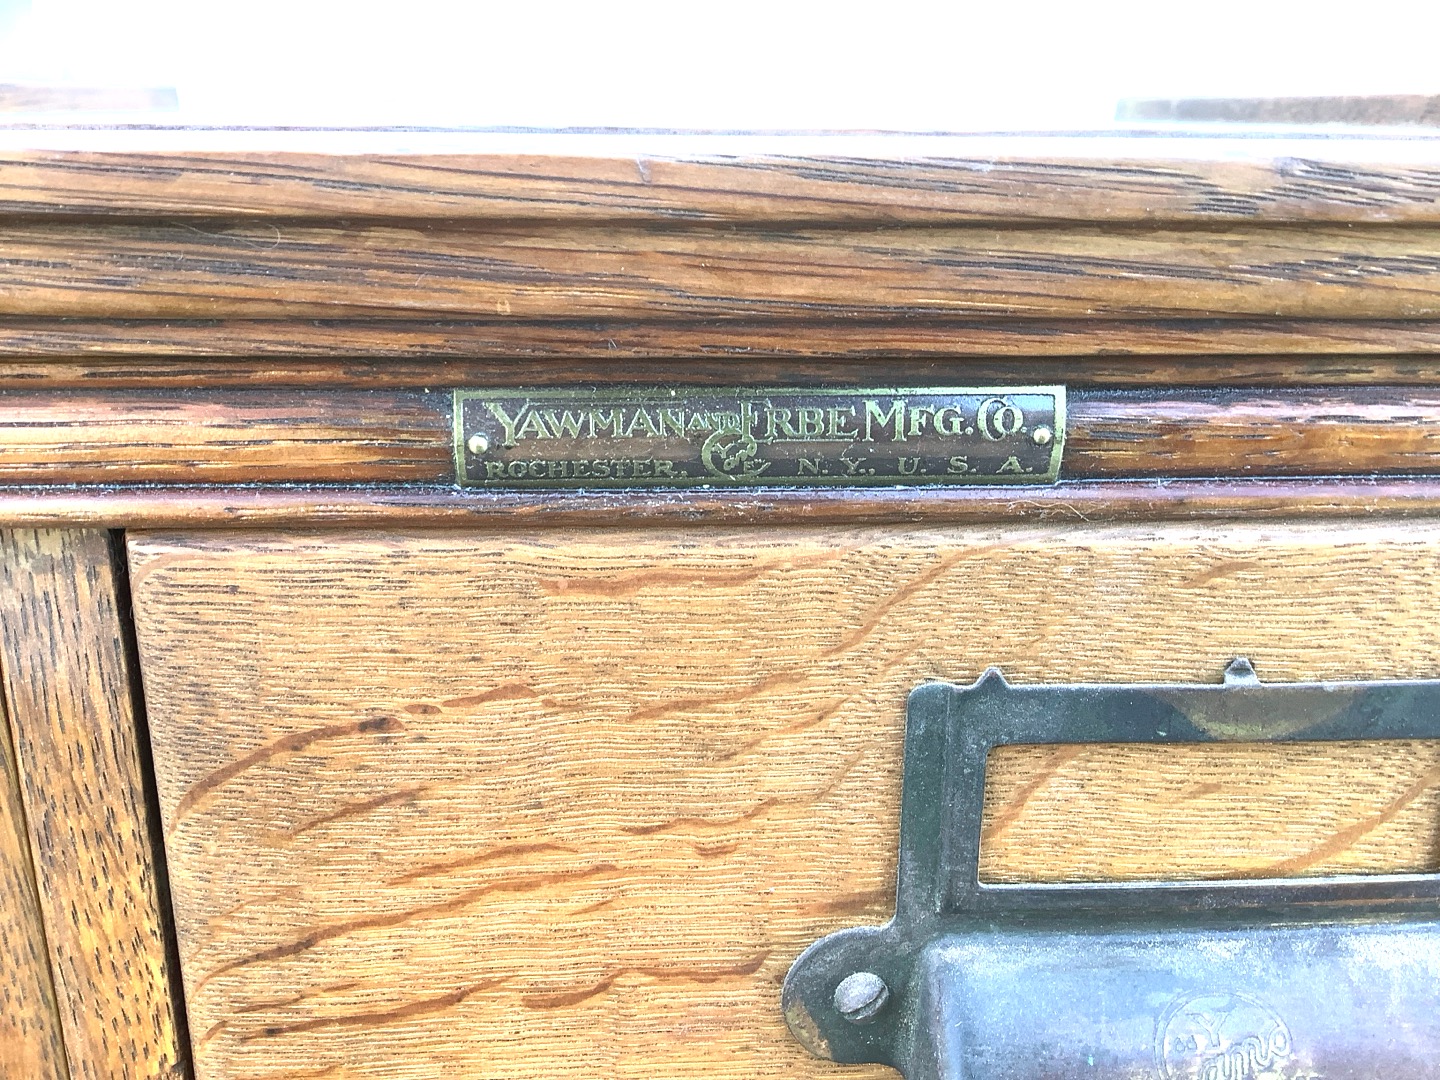 YAWMAN AND ERBE MFG. CO.
ROCHESTER, N.Y., U. S. A.